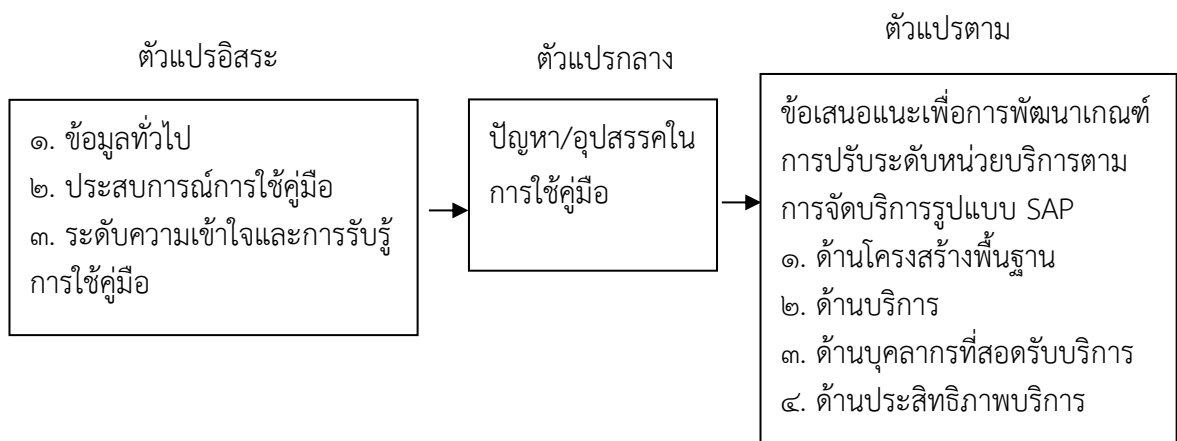 ตัวแปรอิสระ
๑. ข้อมูลทั่วไป
๒. ประสบการณ์การใช้คู่มือ
๓. ระดับความเข้าใจและการรับรู้
การใช้คู่มือ
ตัวแปรกลาง
ปัญหา/อุปสรรคใน
การใช้คู่มือ
ตัวแปรตาม
ข้อเสนอแนะเพื่อการพัฒนาเกณฑ์
การปรับระดับหน่วยบริการตาม
การจัดบริการรูปแบบ SAP
๑. ด้านโครงสร้างพื้นฐาน
๒. ด้านบริการ
๓. ด้านบุคลากรที่สอดรับบริการ
๔. ด้านประสิทธิภาพบริการ